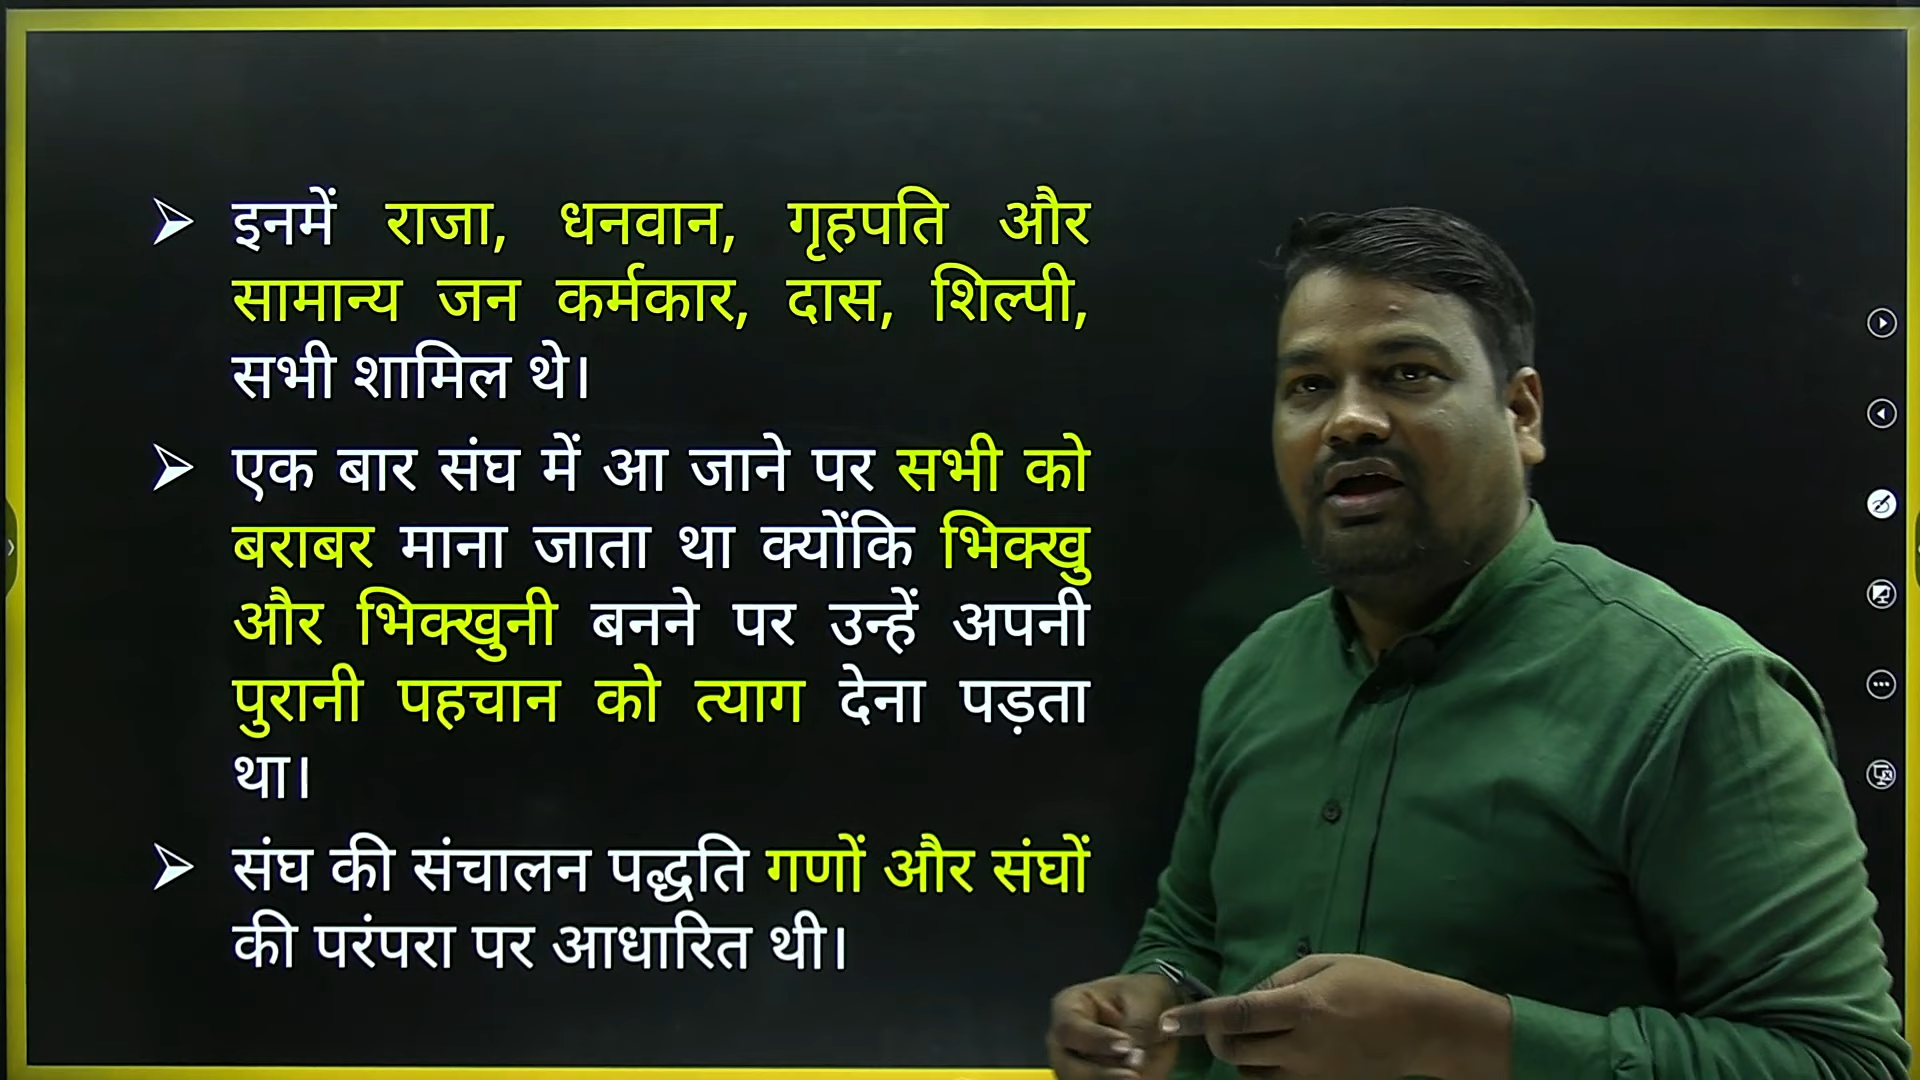 इनमें राजा, धनवान, गृहपति और
सामान्य जन कर्मकार, दास, शिल्पी,
सभी शामिल थे।
एक बार संघ में आ जाने पर सभी को
बराबर माना जाता था क्योंकि भिक्खु
और भिक्खुनी बनने पर उन्हें अपनी
पुरानी पहचान को त्याग देना पड़ता
था।
संघ की संचालन पद्धति गणों और संघों
की परंपरा पर आधारित थी।